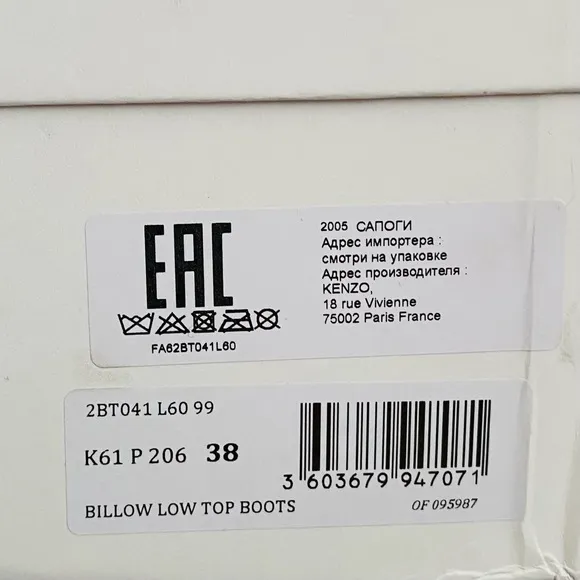 EAC
FA62BT041L60
2005 САПОГИ
Адрес импортера :
смотри на упаковке
Адрес производителя :
KENZO,
18 rue Vivienne
75002 Paris France
2BT041 L60 99
K61 P 206 38
BILLOW LOW TOP BOOTS
3 603679 947071
OF 095987